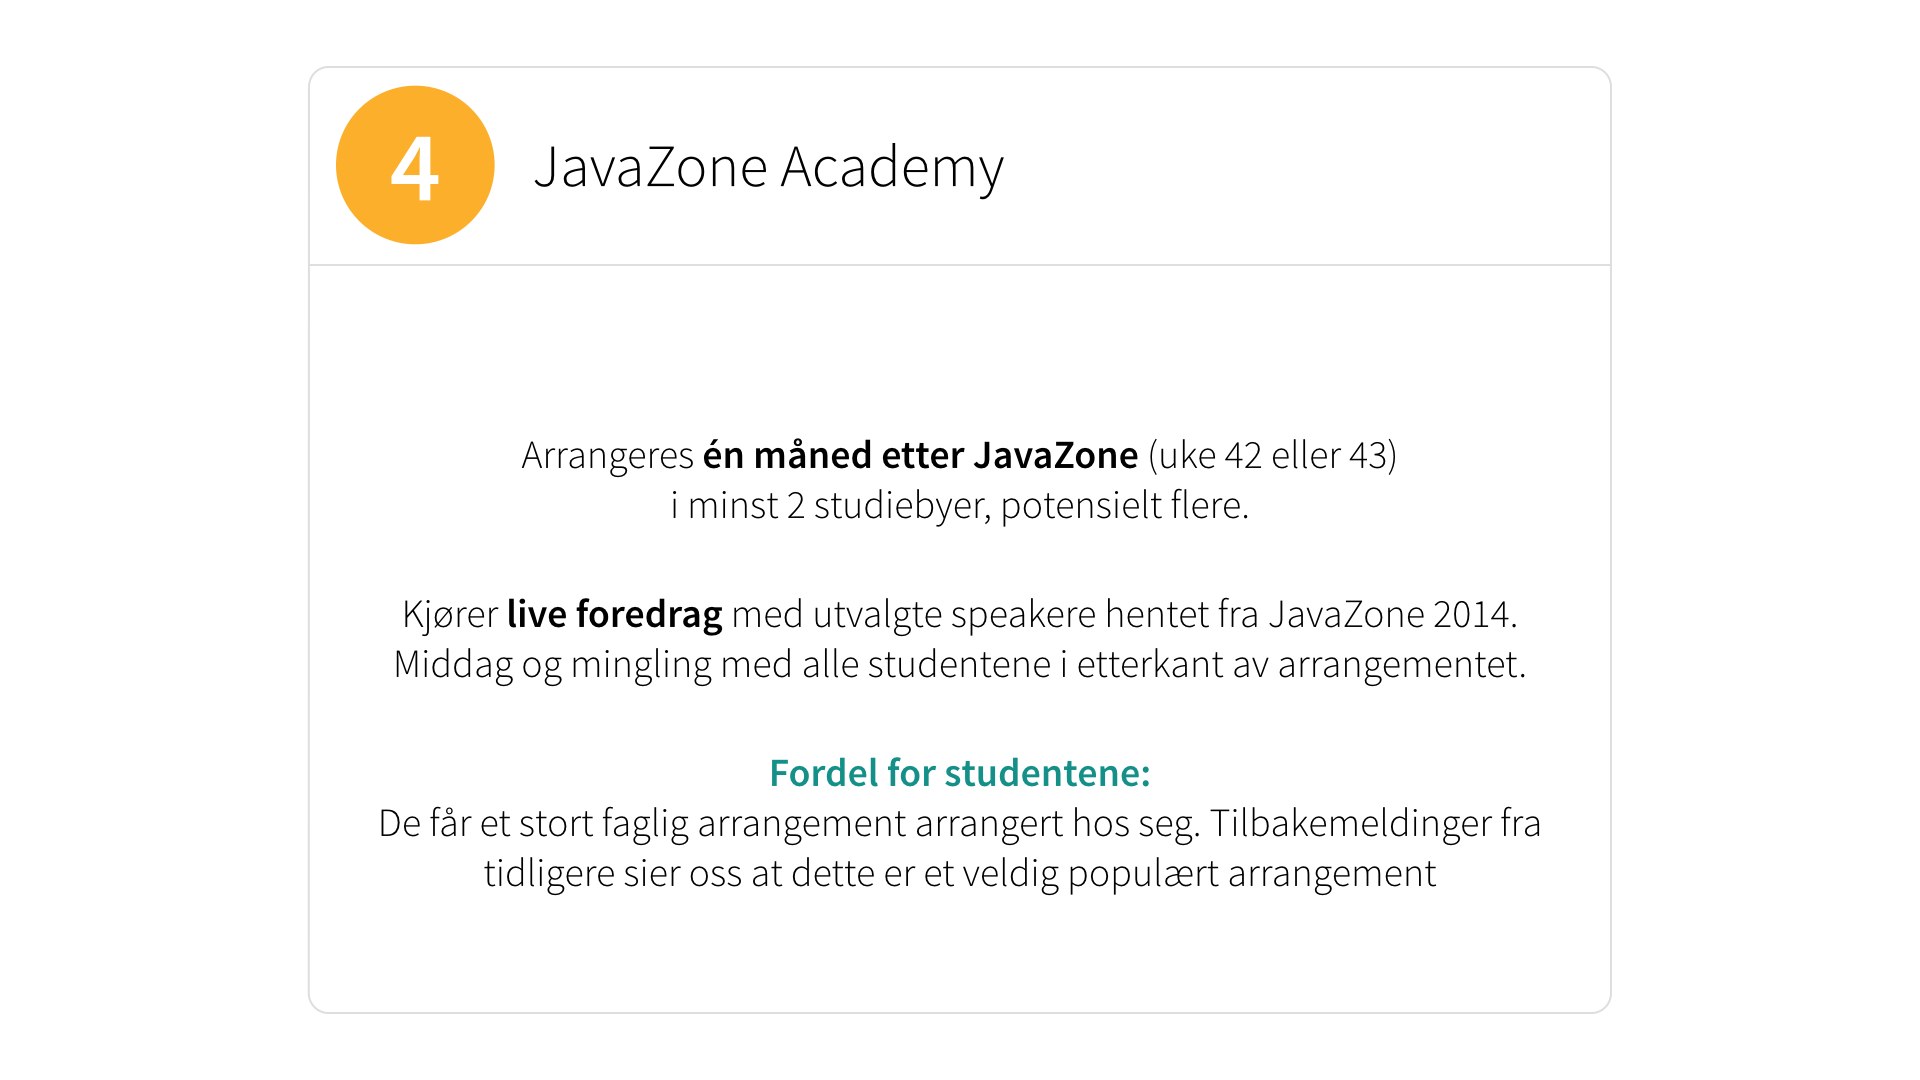 4
JavaZone Academy
Arrangeres én måned etter JavaZone (uke 42 eller 43)
i minst 2 studiebyer, potensielt flere.
Kjører live foredrag med utvalgte speakere hentet fra JavaZone 2014.
Middag og mingling med alle studentene i etterkant av arrangementet.
Fordel for studentene:
De får et stort faglig arrangement arrangert hos seg. Tilbakemeldinger fra
tidligere sier oss at dette er et veldig populært arrangement